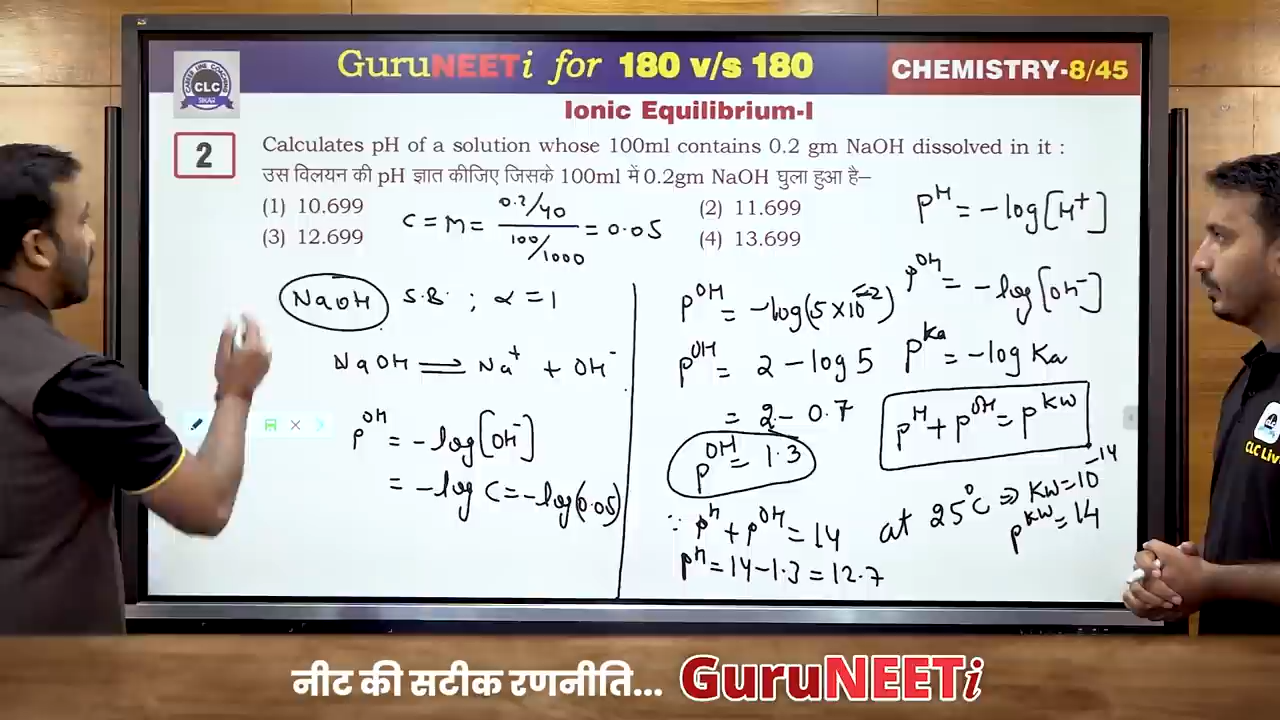 GuruNEETi for 180 v/s 180
CHEMISTRY-8/45
CLC
SIKAR
Ionic Equilibrium-I
2
Calculates pH of a solution whose 100ml contains 0.2 gm NaOH dissolved in it :
उस विलयन की pH ज्ञात कीजिए जिसके 100ml में 0.2gm NaOH घुला हुआ है–
(1) 10.699
(2) 11.699
(3) 12.699
(4) 13.699
C = M = 0.2/40 / 100/1000 = 0.05
NaOH S.B. ; α = 1
NaOH ⇌ Na⁺ + OH⁻
pOH = -log[OH⁻]
= -log C = -log(0.05)
pOH = -log(5×10⁻²)
pOH = 2 - log 5
= 2 - 0.7
pOH = 1.3
∵ pH + pOH = 14
pH = 14 - 1.3 = 12.7
pH = -log[H⁺]
pOH = -log[OH⁻]
pKa = -log Ka
pH + pOH = pKw
at 25°C ⇒ Kw = 10⁻¹⁴
pKw = 14
CLC Liv
नीट की सटीक रणनीति... GuruNEETi